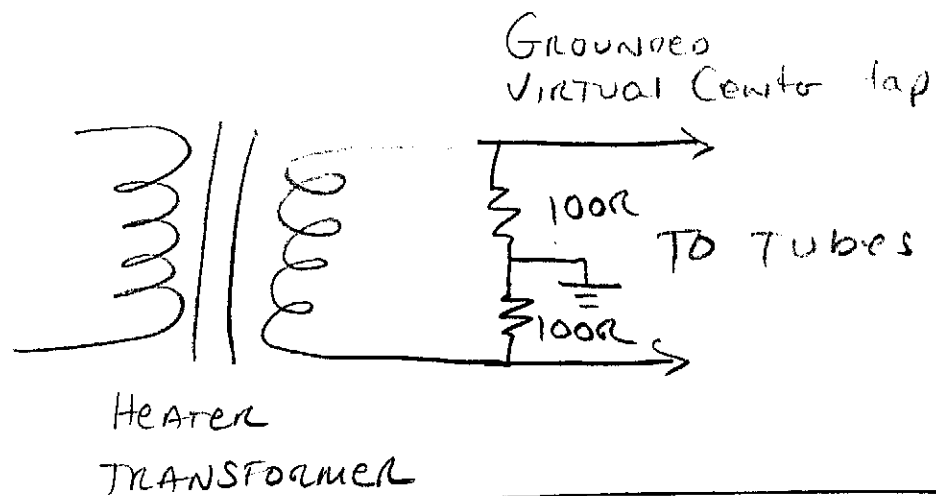 GROUNDED
VIRTUAL Center tap
100R
TO TUBES
100R
HEATER
TRANSFORMER